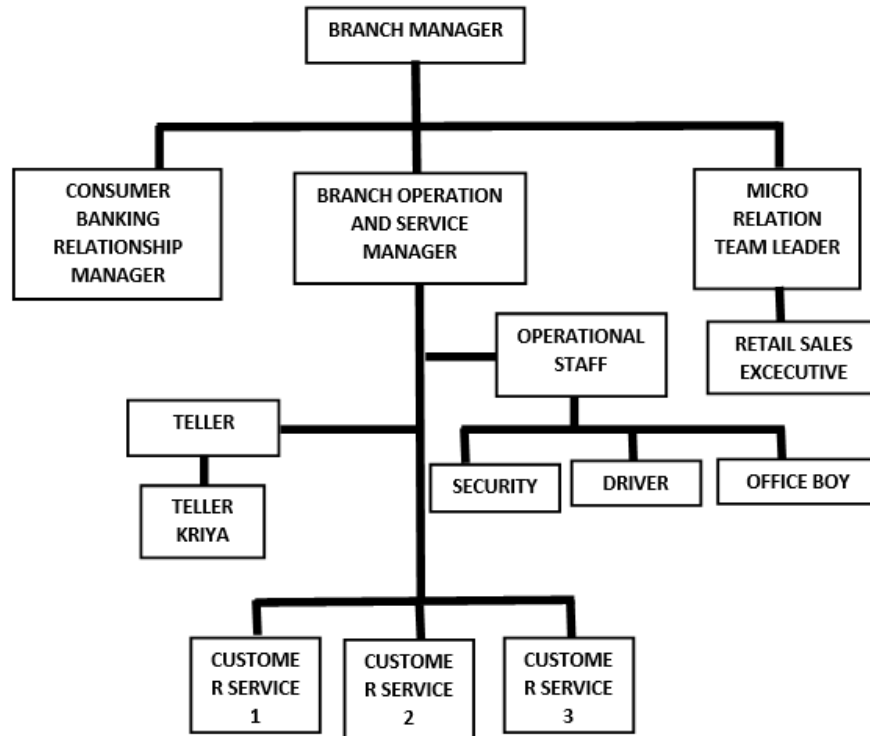 BRANCH MANAGER
CONSUMER
BANKING
RELATIONSHIP
MANAGER
BRANCH OPERATION
AND SERVICE
MANAGER
MICRO
RELATION
TEAM LEADER
OPERATIONAL
STAFF
RETAIL SALES
EXCECUTIVE
TELLER
TELLER
KRIYA
SECURITY
DRIVER
OFFICE BOY
CUSTOME
R SERVICE
1
CUSTOME
R SERVICE
2
CUSTOME
R SERVICE
3